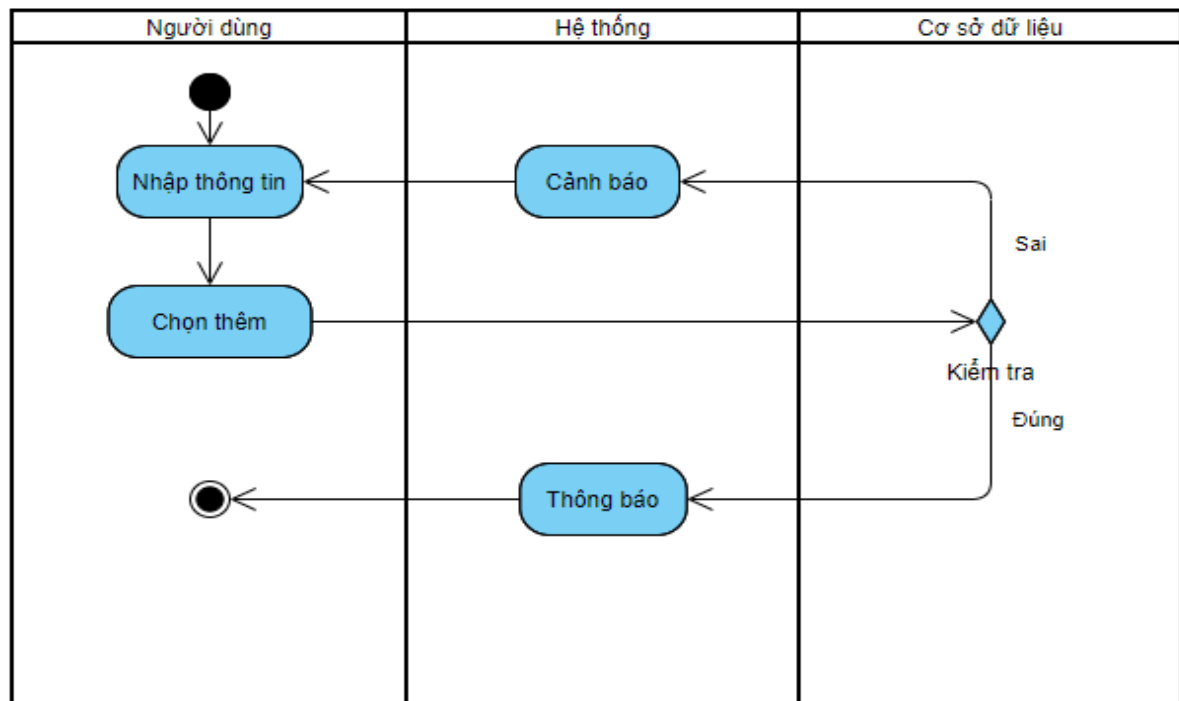 Người dùng
Hệ thống
Cơ sở dữ liệu
Nhập thông tin
Cảnh báo
Sai
Chọn thêm
Kiểm tra
Đúng
Thông báo